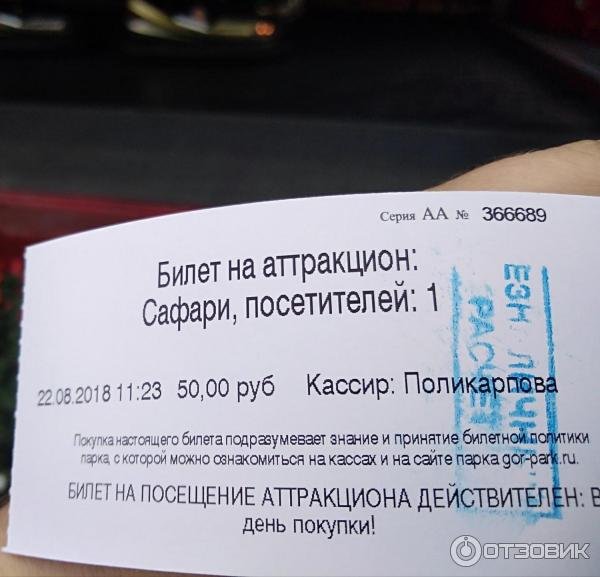 Серия АА № 366689
Билет на аттракцион:
Сафари, посетителей: 1
22.08.2018 11:23 50,00 руб Кассир: Поликарпова
Покупка настоящего билета подразумевает знание и принятие билетной политики
парка, с которой можно ознакомиться на кассах и на сайте парка gor-park.ru.
БИЛЕТ НА ПОСЕЩЕНИЕ АТТРАКЦИОНА ДЕЙСТВИТЕЛЕН: В
день покупки!
РАСЧЕТ
ОТЗОВИК